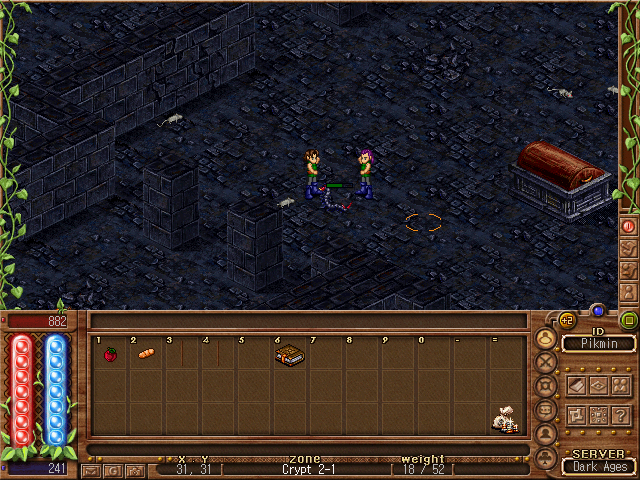 882
+2
ID
Pikmin
1 2 3 4 5 6 7 8 9 0 - =
SERVER
Dark Ages
241
X Y zone weight
31, 31 Crypt 2-1 18 / 52
G
?